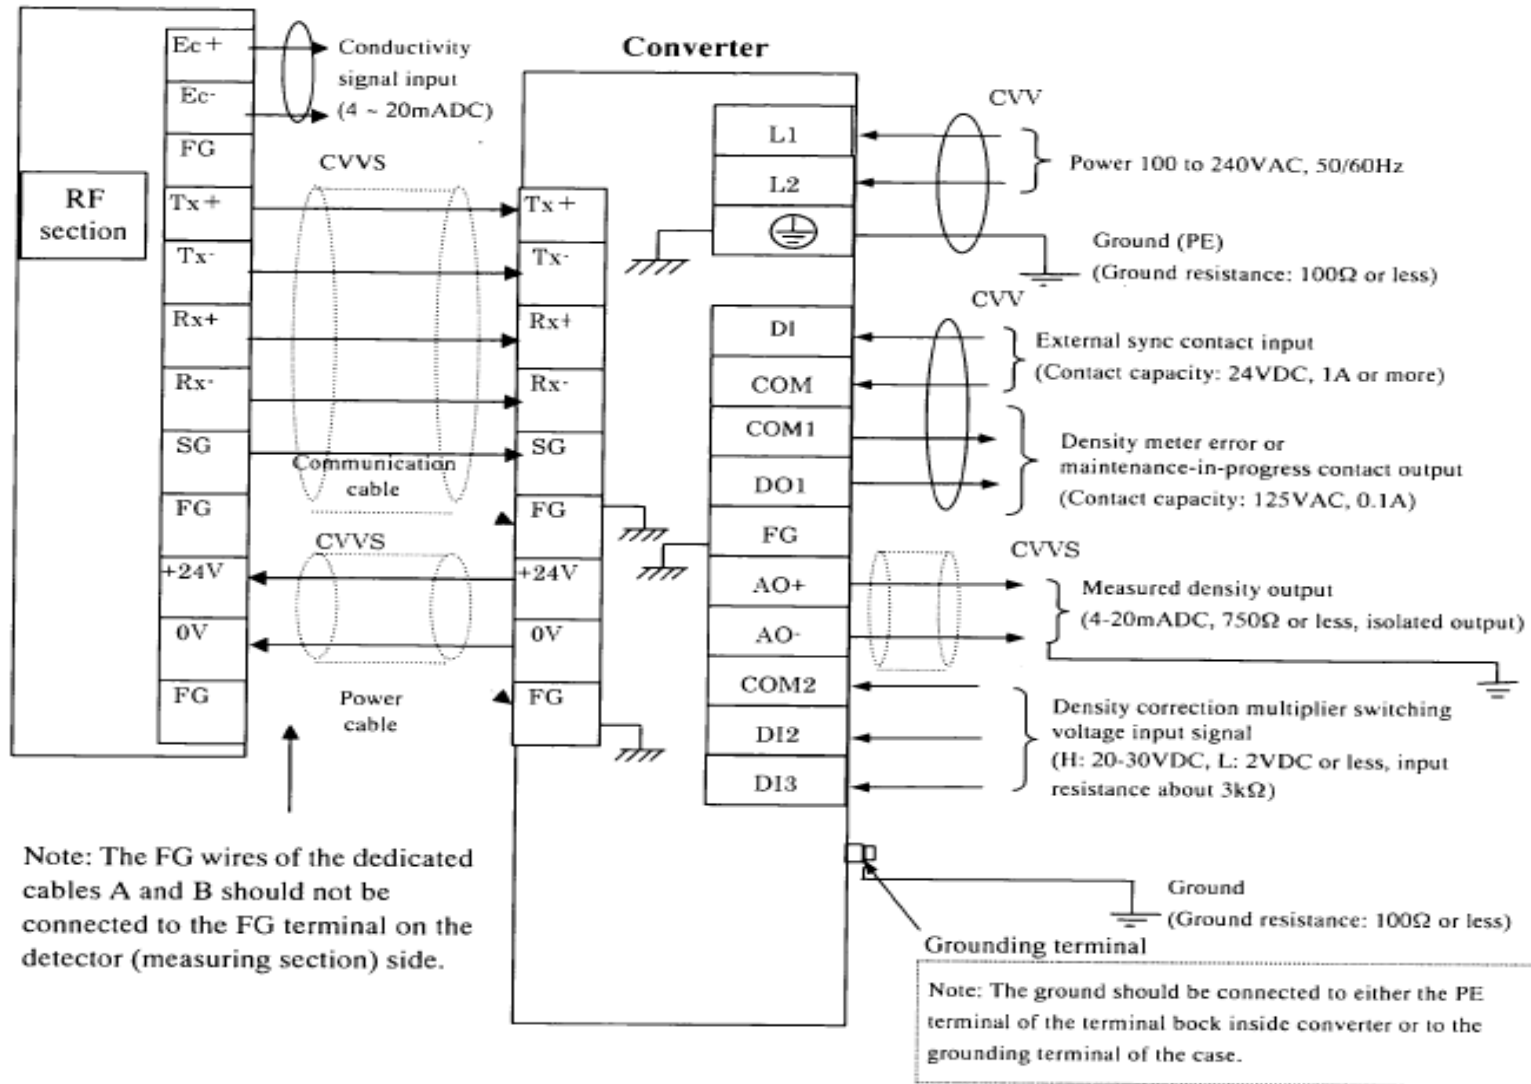 Ec+
Ec-
FG
Tx+
Tx-
Rx+
Rx-
SG
FG
+24V
0V
FG
RF
section
Conductivity
signal input
(4 ~ 20mADC)
CVVS
Communication
cable
CVVS
Power
cable
Note: The FG wires of the dedicated
cables A and B should not be
connected to the FG terminal on the
detector (measuring section) side.
Converter
Tx+
Tx-
Rx+
Rx-
SG
FG
+24V
0V
FG
L1
L2
DI
COM
COM1
DO1
FG
AO+
AO-
COM2
DI2
DI3
CVV
Power 100 to 240VAC, 50/60Hz
Ground (PE)
(Ground resistance: 100Ω or less)
CVV
External sync contact input
(Contact capacity: 24VDC, 1A or more)
Density meter error or
maintenance-in-progress contact output
(Contact capacity: 125VAC, 0.1A)
CVVS
Measured density output
(4-20mADC, 750Ω or less, isolated output)
Density correction multiplier switching
voltage input signal
(H: 20-30VDC, L: 2VDC or less, input
resistance about 3kΩ)
Ground
(Ground resistance: 100Ω or less)
Grounding terminal
Note: The ground should be connected to either the PE
terminal of the terminal bock inside converter or to the
grounding terminal of the case.